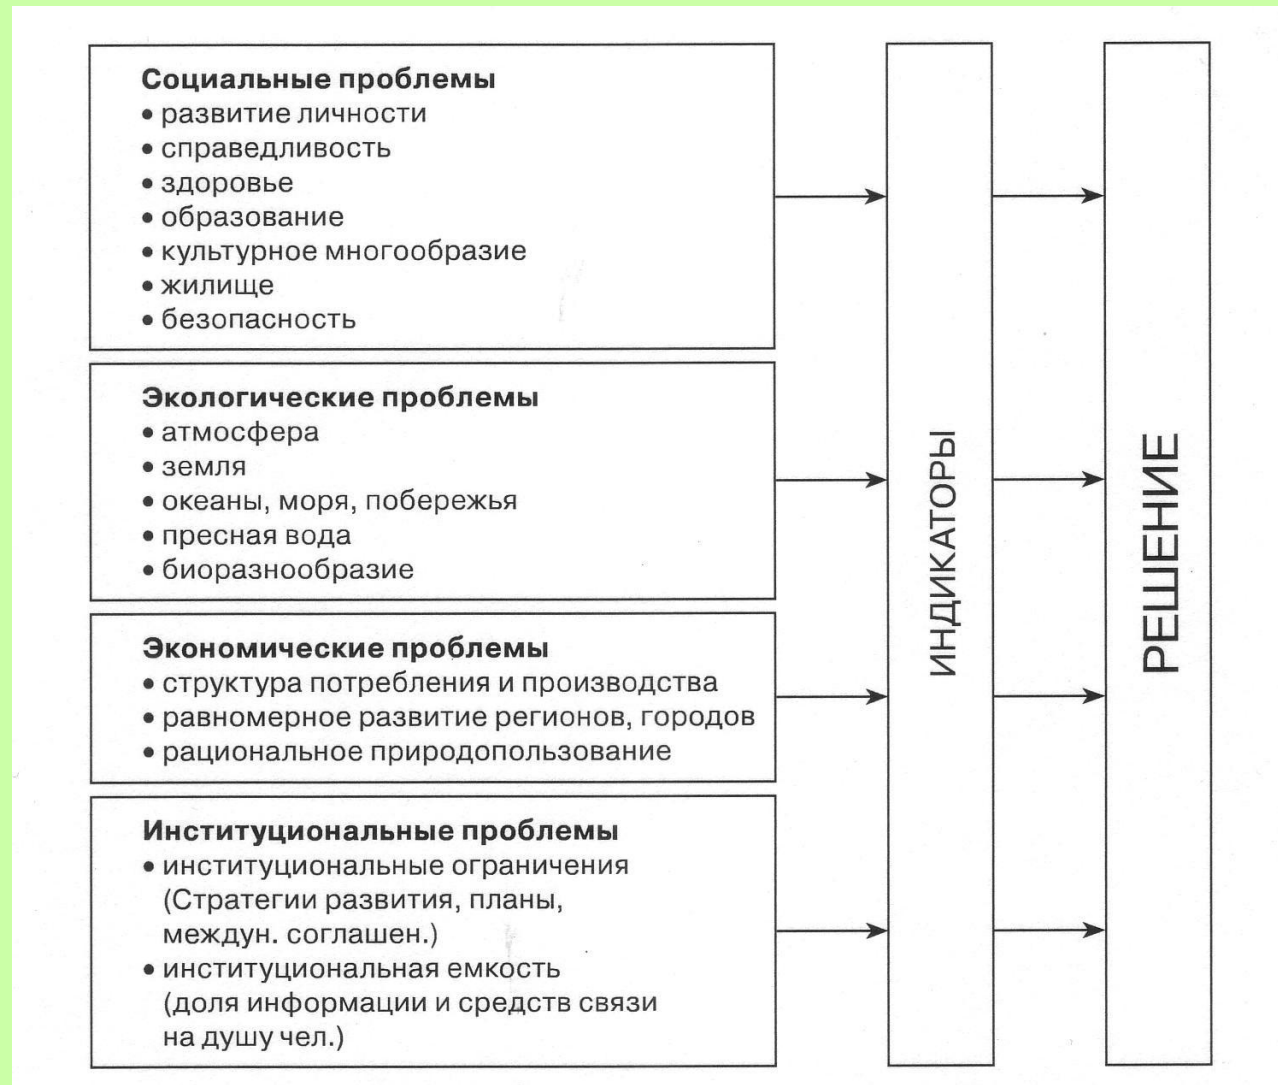 Социальные проблемы
• развитие личности
• справедливость
• здоровье
• образование
• культурное многообразие
• жилище
• безопасность
Экологические проблемы
• атмосфера
• земля
• океаны, моря, побережья
• пресная вода
• биоразнообразие
Экономические проблемы
• структура потребления и производства
• равномерное развитие регионов, городов
• рациональное природопользование
Институциональные проблемы
• институциональные ограничения
(Стратегии развития, планы,
междун. соглашен.)
• институциональная емкость
(доля информации и средств связи
на душу чел.)
ИНДИКАТОРЫ
РЕШЕНИЕ